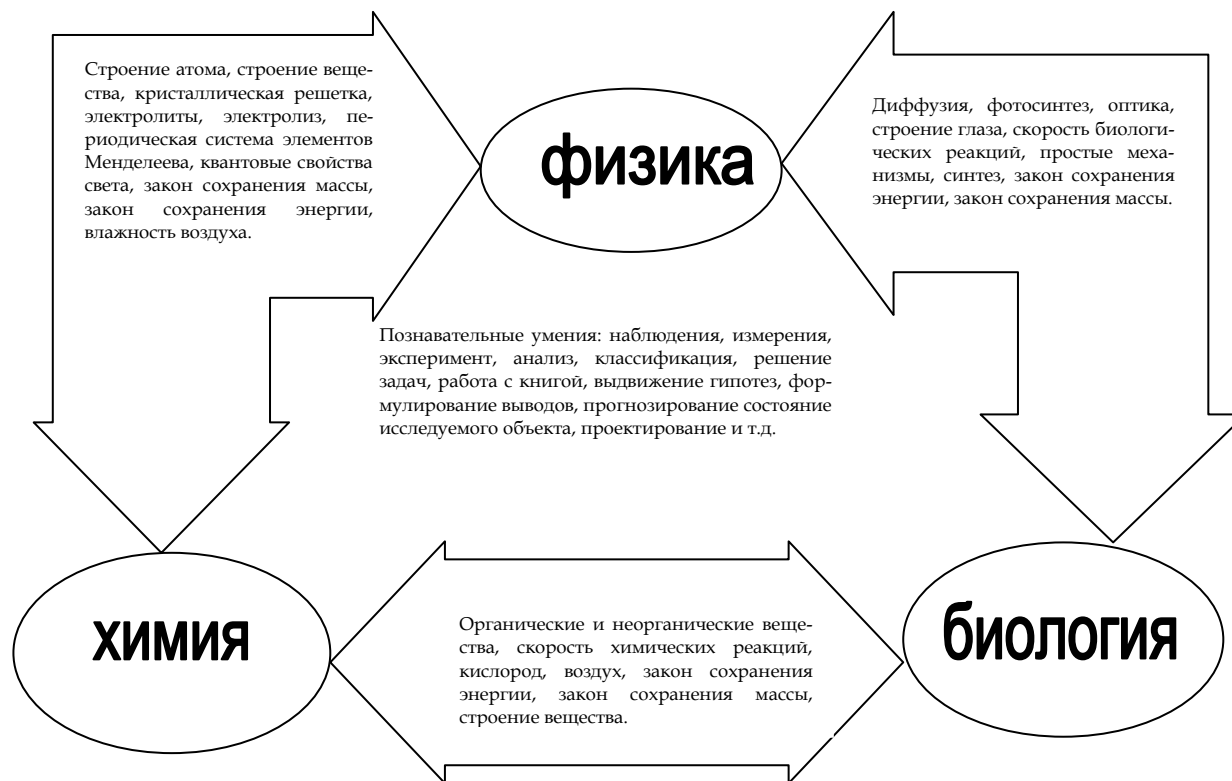 Строение атома, строение веще-
ства, кристаллическая решетка,
электролиты, электролиз, пе-
риодическая система элементов
Менделеева, квантовые свойства
света, закон сохранения массы,
закон сохранения энергии,
влажность воздуха.
физика
Диффузия, фотосинтез, оптика,
строение глаза, скорость биологи-
ческих реакций, простые меха-
низмы, синтез, закон сохранения
энергии, закон сохранения массы.
Познавательные умения: наблюдения, измерения,
эксперимент, анализ, классификация, решение
задач, работа с книгой, выдвижение гипотез, фор-
мулирование выводов, прогнозирование состояние
исследуемого объекта, проектирование и т.д.
химия
Органические и неорганические веще-
ства, скорость химических реакций,
кислород, воздух, закон сохранения
энергии, закон сохранения массы,
строение вещества.
биология